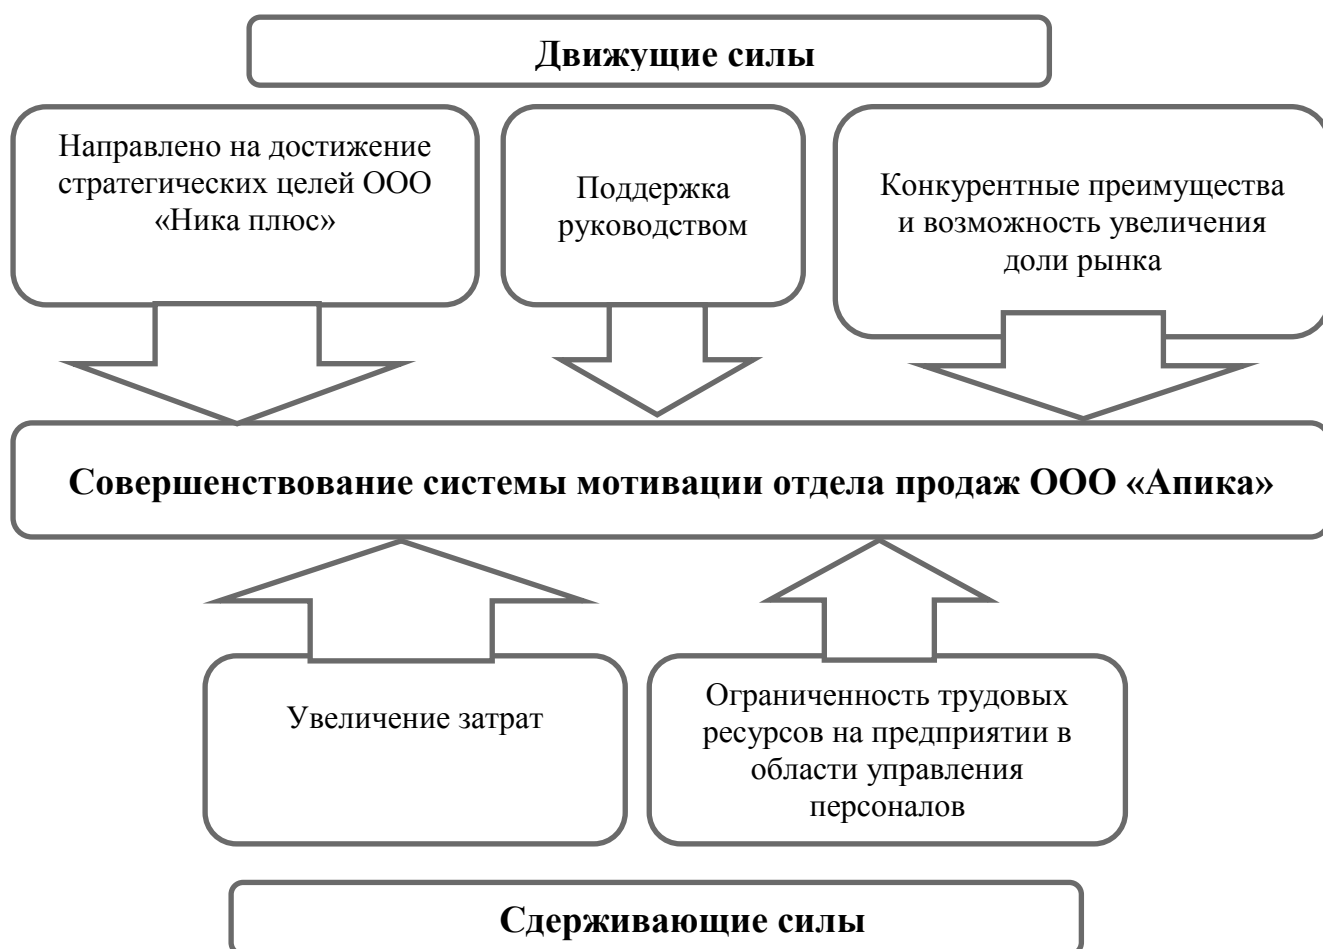 Движущие силы
Направлено на достижение
стратегических целей ООО
«Ника плюс»
Поддержка
руководством
Конкурентные преимущества
и возможность увеличения
доли рынка
Совершенствование системы мотивации отдела продаж ООО «Апика»
Увеличение затрат
Ограниченность трудовых
ресурсов на предприятии в
области управления
персоналов
Сдерживающие силы